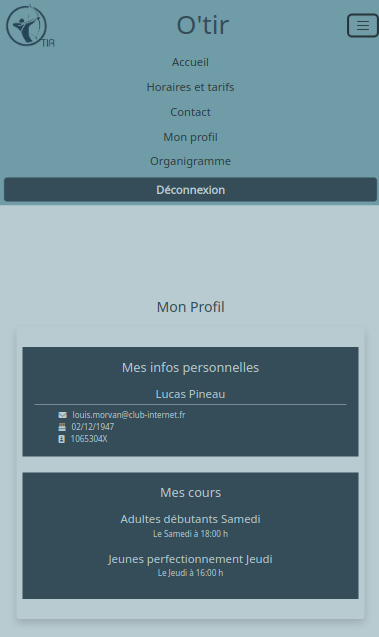 TIR
O'tir
Accueil
Horaires et tarifs
Contact
Mon profil
Organigramme
Déconnexion
Mon Profil
Mes infos personnelles
Lucas Pineau
louis.morvan@club-internet.fr
02/12/1947
1065304X
Mes cours
Adultes débutants Samedi
Le Samedi à 18:00 h
Jeunes perfectionnement Jeudi
Le Jeudi à 16:00 h